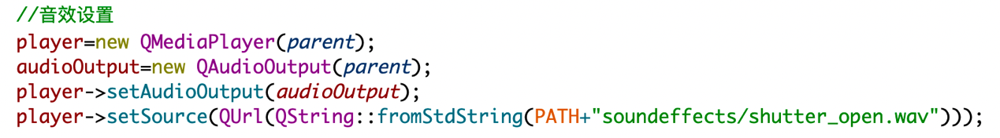 //音效设置
player=new QMediaPlayer(parent);
audioOutput=new QAudioOutput(parent);
player->setAudioOutput(audioOutput);
player->setSource(QUrl(QString::fromStdString(PATH+"soundeffects/shutter_open.wav")));